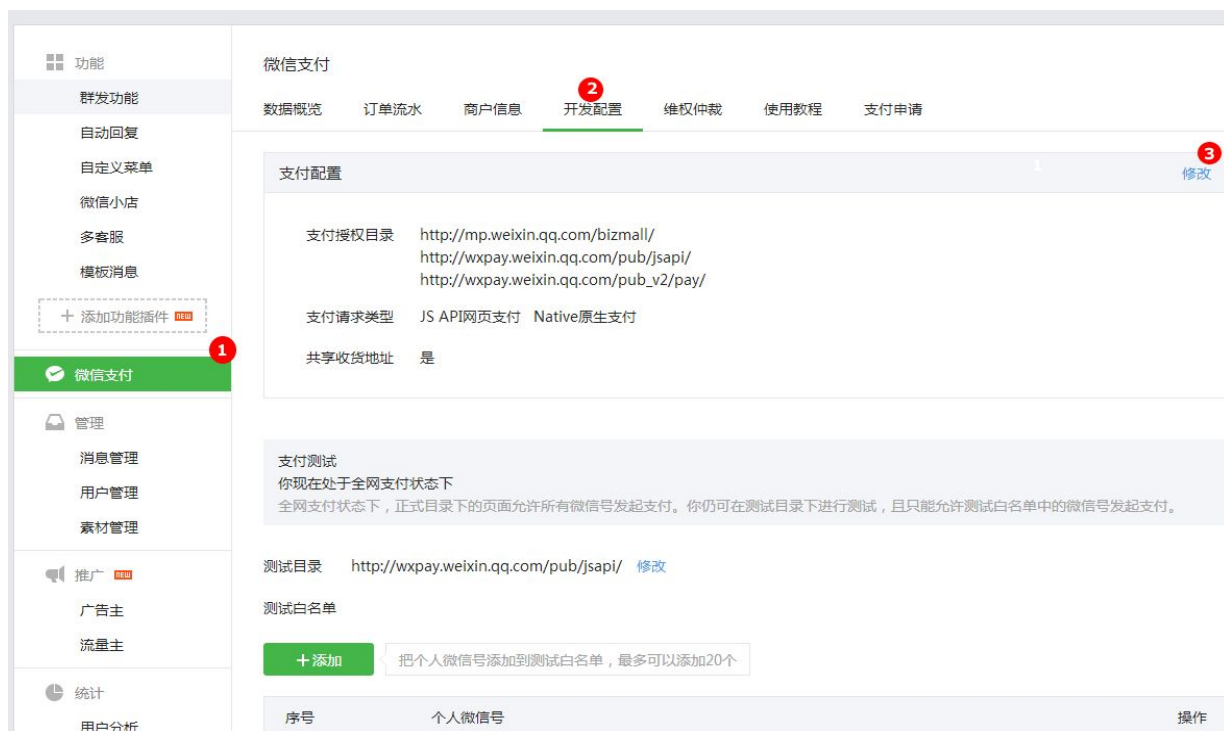 功能
群发功能
自动回复
自定义菜单
微信小店
多客服
模板消息
+ 添加功能插件 NEW
1
微信支付
管理
消息管理
用户管理
素材管理
推广 NEW
广告主
流量主
统计
用户分析
微信支付
2
数据概览 订单流水 商户信息 开发配置 维权仲裁 使用教程 支付申请
3
支付配置 1 修改
支付授权目录 http://mp.weixin.qq.com/bizmall/
http://wxpay.weixin.qq.com/pub/jsapi/
http://wxpay.weixin.qq.com/pub_v2/pay/
支付请求类型 JS API网页支付 Native原生支付
共享收货地址 是
支付测试
你现在处于全网支付状态下
全网支付状态下，正式目录下的页面允许所有微信号发起支付。你仍可在测试目录下进行测试，且只能允许测试白名单中的微信号发起支付。
测试目录 http://wxpay.weixin.qq.com/pub/jsapi/ 修改
测试白名单
+添加 把个人微信号添加到测试白名单，最多可以添加20个
序号 个人微信号 操作